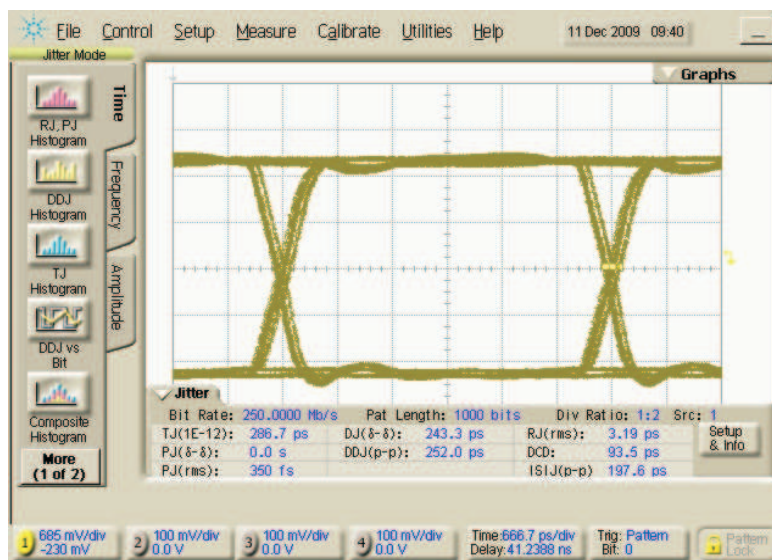 File Control Setup Measure Calibrate Utilities Help 11 Dec 2009 09:40
Jitter Mode
Graphs
Time
Frequency
Amplitude
RJ, PJ
Histogram
DDJ
Histogram
TJ
Histogram
DDJ vs
Bit
Composite
Histogram
More
(1 of 2)
Jitter
Bit Rate: 250.0000 Mb/s Pat Length: 1000 bits Div Ratio: 1:2 Src: 1
TJ(1E-12): 286.7 ps DJ(δ-δ): 243.3 ps RJ(rms): 3.19 ps
PJ(δ-δ): 0.0 s DDJ(p-p): 252.0 ps DCD: 93.5 ps
PJ(rms): 350 fs ISIJ(p-p) 197.6 ps
Setup
& Info
1 685 mV/div
-230 mV
2 100 mV/div
0.0 V
3 100 mV/div
0.0 V
4 100 mV/div
0.0 V
Time:666.7 ps/div
Delay:41.2388 ns
Trig: Pattern
Bit: 0
Pattern
Lock